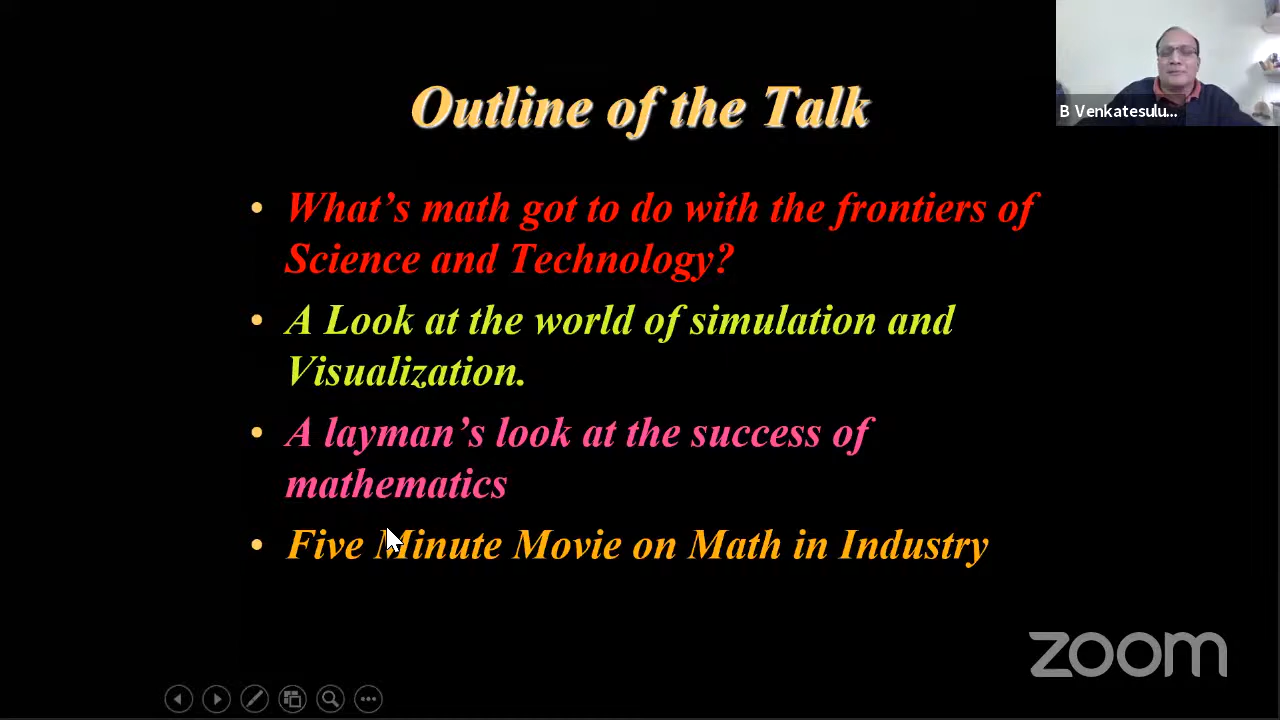 Outline of the Talk
B Venkatesulu...
• What's math got to do with the frontiers of
Science and Technology?
• A Look at the world of simulation and
Visualization.
• A layman's look at the success of
mathematics
• Five Minute Movie on Math in Industry
zoom